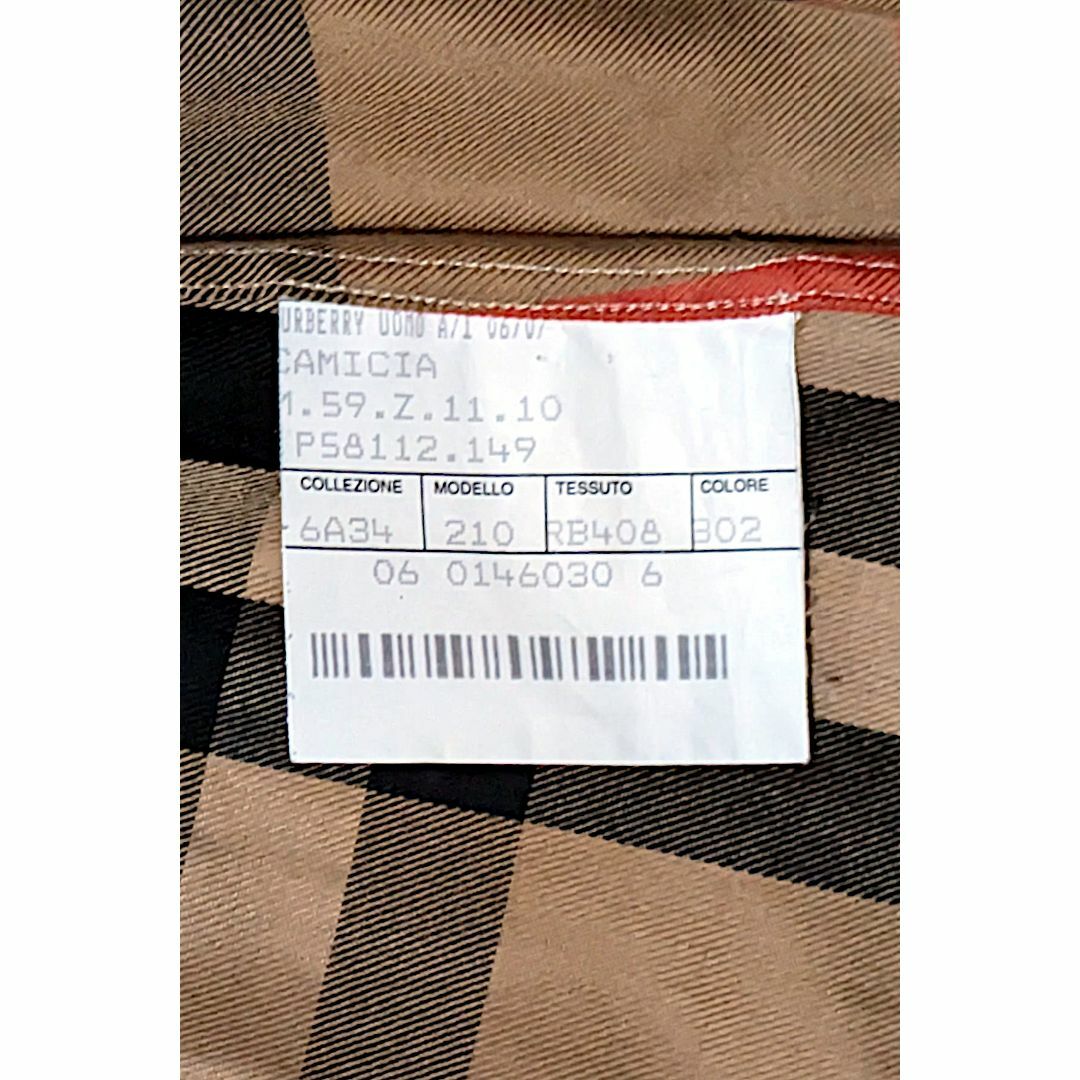 URBERRY UOMO A/I 06/07
CAMICIA
M.59.Z.11.10
P58112.149
COLLEZIONE MODELLO TESSUTO COLORE
6A34 210 RB408 B02
06 0146030 6